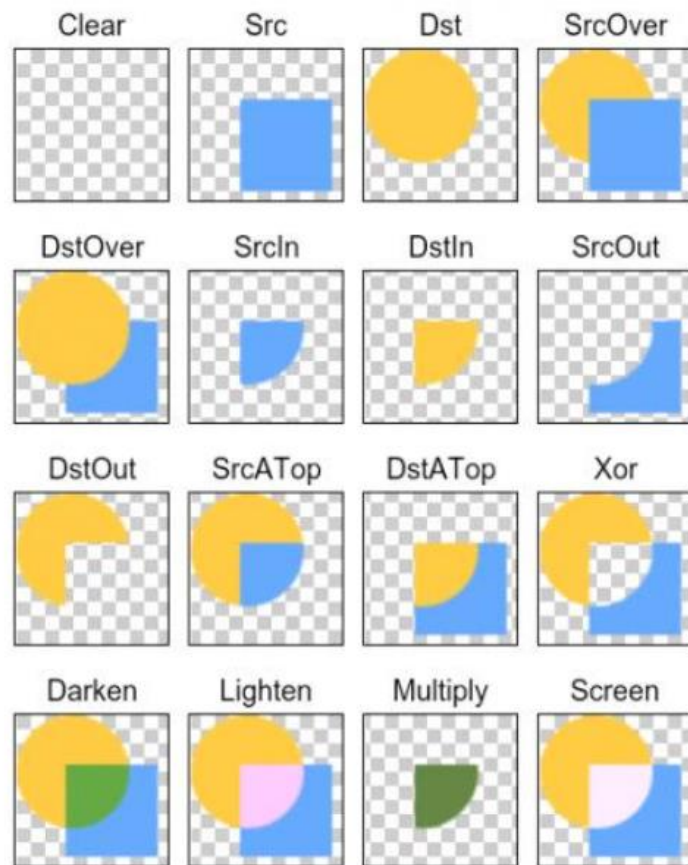 Clear Src Dst SrcOver
DstOver SrcIn DstIn SrcOut
DstOut SrcATop DstATop Xor
Darken Lighten Multiply Screen